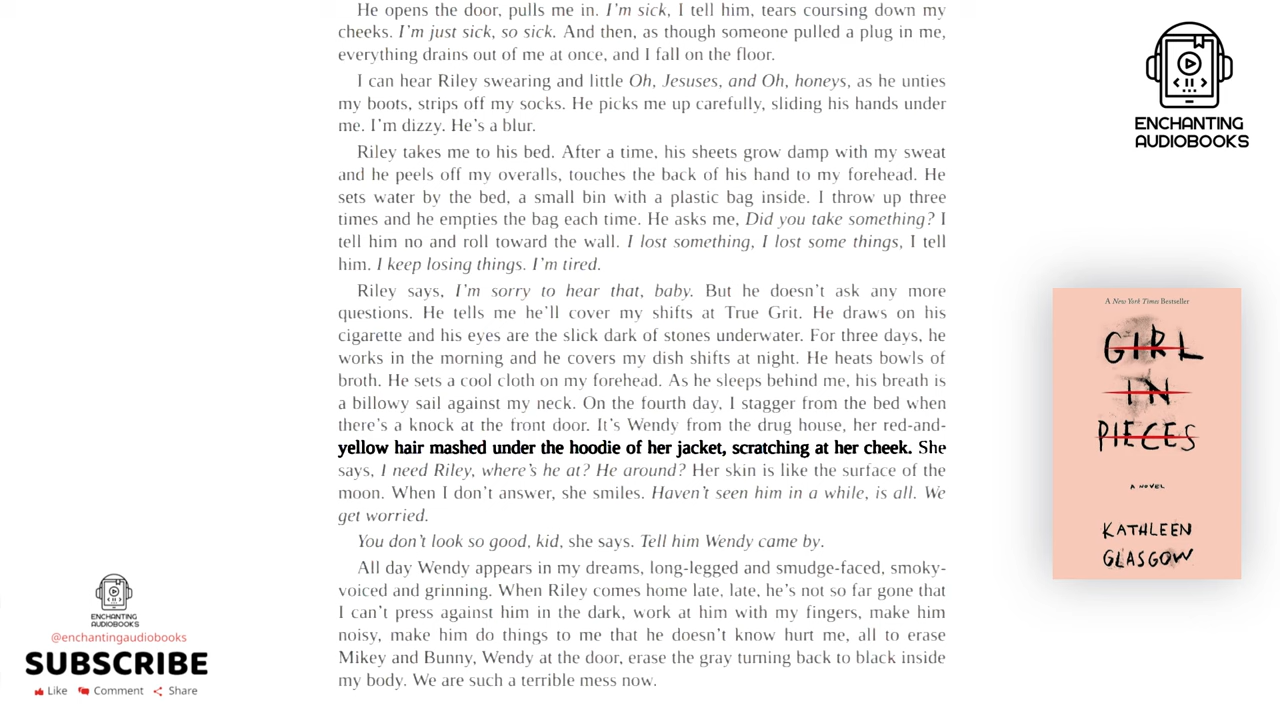 He opens the door, pulls me in. I'm sick, I tell him, tears coursing down my
cheeks. I'm just sick, so sick. And then, as though someone pulled a plug in me,
everything drains out of me at once, and I fall on the floor.
I can hear Riley swearing and little Oh, Jesuses, and Oh, honeys, as he unties
my boots, strips off my socks. He picks me up carefully, sliding his hands under
me. I'm dizzy. He's a blur.
Riley takes me to his bed. After a time, his sheets grow damp with my sweat
and he peels off my overalls, touches the back of his hand to my forehead. He
sets water by the bed, a small bin with a plastic bag inside. I throw up three
times and he empties the bag each time. He asks me, Did you take something? I
tell him no and roll toward the wall. I lost something, I lost some things, I tell
him. I keep losing things. I'm tired.
Riley says, I'm sorry to hear that, baby. But he doesn't ask any more
questions. He tells me he'll cover my shifts at True Grit. He draws on his
cigarette and his eyes are the slick dark of stones underwater. For three days, he
works in the morning and he covers my dish shifts at night. He heats bowls of
broth. He sets a cool cloth on my forehead. As he sleeps behind me, his breath is
a billowy sail against my neck. On the fourth day, I stagger from the bed when
there's a knock at the front door. It's Wendy from the drug house, her red-and-
yellow hair mashed under the hoodie of her jacket, scratching at her cheek. She
says, I need Riley, where's he at? He around? Her skin is like the surface of the
moon. When I don't answer, she smiles. Haven't seen him in a while, is all. We
get worried.
You don't look so good, kid, she says. Tell him Wendy came by.
All day Wendy appears in my dreams, long-legged and smudge-faced, smoky-
voiced and grinning. When Riley comes home late, late, he's not so far gone that
I can't press against him in the dark, work at him with my fingers, make him
noisy, make him do things to me that he doesn't know hurt me, all to erase
Mikey and Bunny, Wendy at the door, erase the gray turning back to black inside
my body. We are such a terrible mess now.
ENCHANTING
AUDIOBOOKS
A New York Times Bestseller
GIRL
IN
PIECES
A NOVEL
KATHLEEN
GLASGOW
ENCHANTING
AUDIOBOOKS
@enchantingaudiobooks
SUBSCRIBE
Like Comment Share